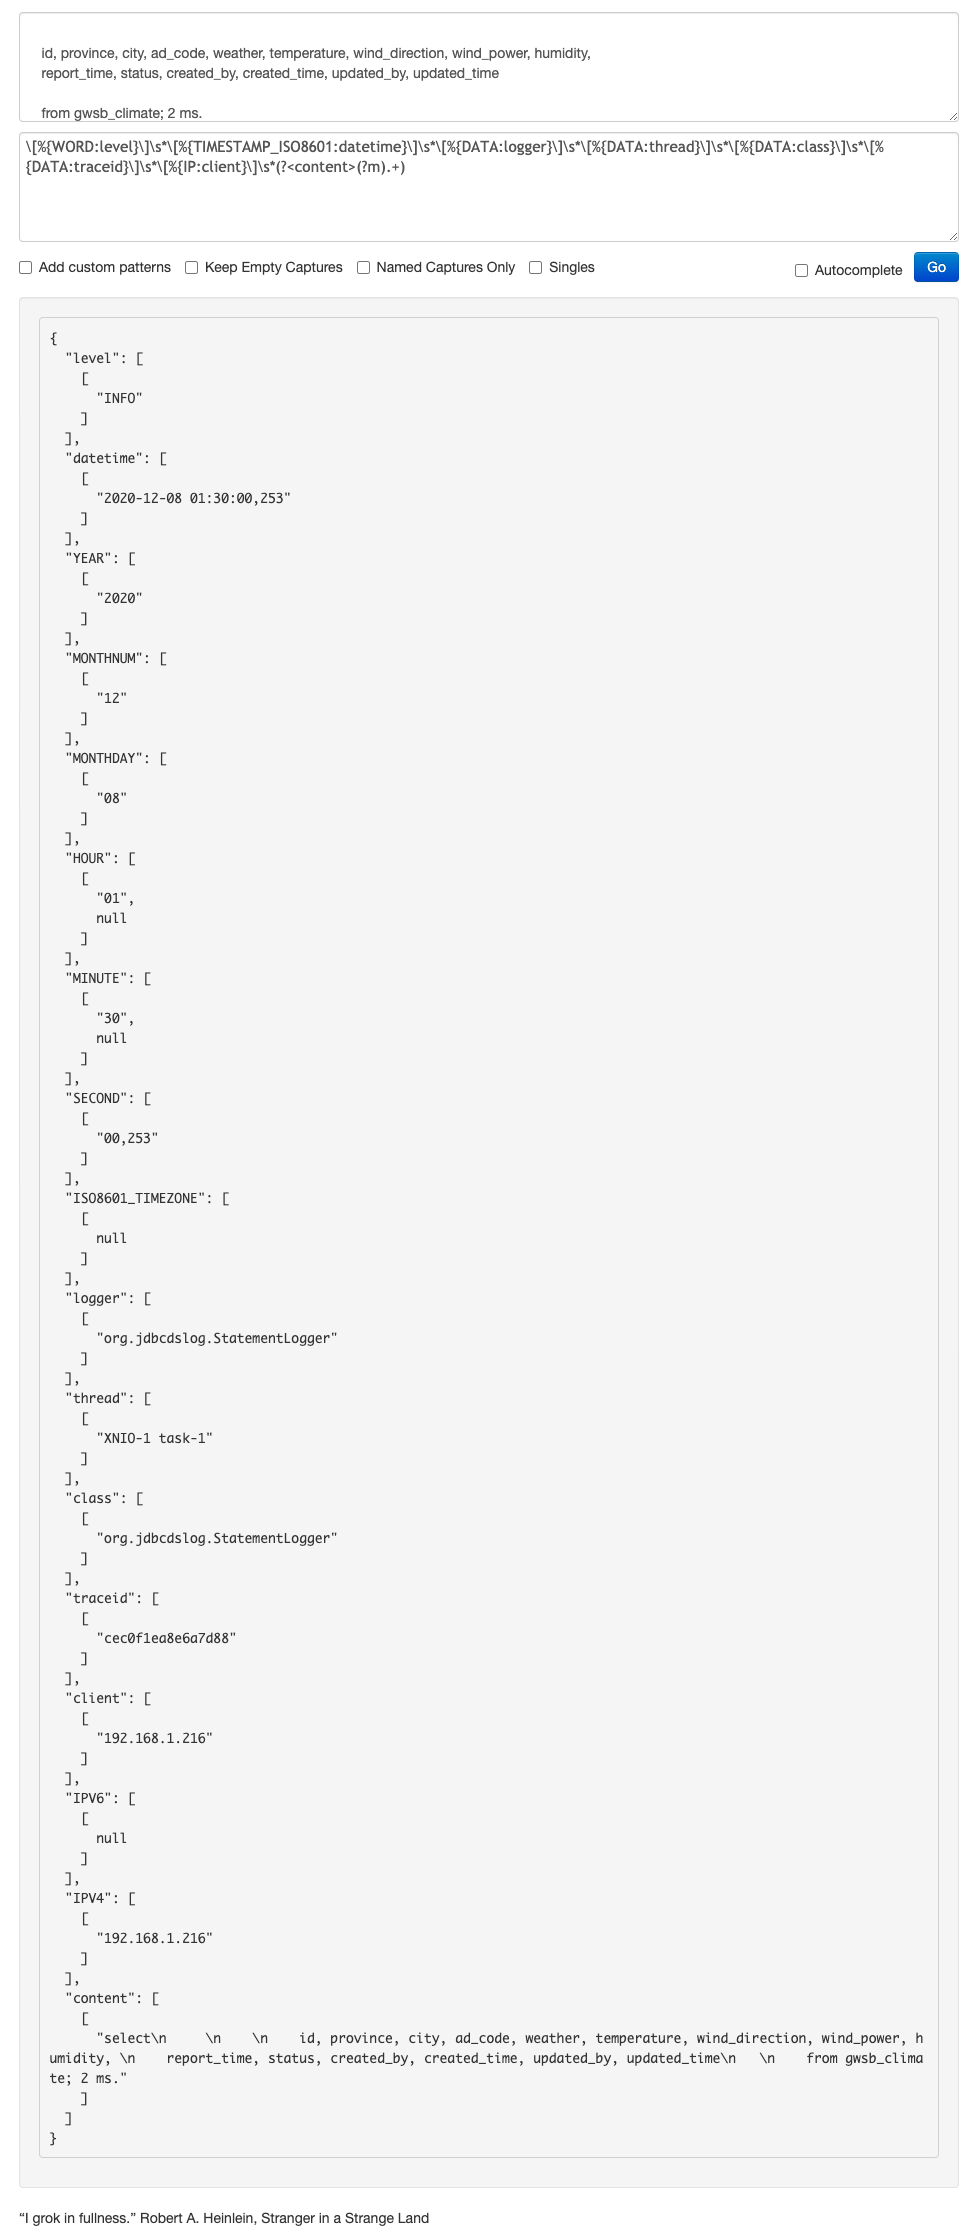 id, province, city, ad_code, weather, temperature, wind_direction, wind_power, humidity,
report_time, status, created_by, created_time, updated_by, updated_time
from gwsb_climate; 2 ms.
\[%{WORD:level}\]\s*\[%{TIMESTAMP_ISO8601:datetime}\]\s*\[%{DATA:logger}\]\s*\[%{DATA:thread}\]\s*\[%{DATA:class}\]\s*\[%
{DATA:traceid}\]\s*\[%{IP:client}\]\s*(?<content>(?m).+)
Add custom patterns Keep Empty Captures Named Captures Only Singles Autocomplete Go
{
"level": [
[
"INFO"
]
],
"datetime": [
[
"2020-12-08 01:30:00,253"
]
],
"YEAR": [
[
"2020"
]
],
"MONTHNUM": [
[
"12"
]
],
"MONTHDAY": [
[
"08"
]
],
"HOUR": [
[
"01",
null
]
],
"MINUTE": [
[
"30",
null
]
],
"SECOND": [
[
"00,253"
]
],
"ISO8601_TIMEZONE": [
[
null
]
],
"logger": [
[
"org.jdbcdslog.StatementLogger"
]
],
"thread": [
[
"XNIO-1 task-1"
]
],
"class": [
[
"org.jdbcdslog.StatementLogger"
]
],
"traceid": [
[
"cec0f1ea8e6a7d88"
]
],
"client": [
[
"192.168.1.216"
]
],
"IPV6": [
[
null
]
],
"IPV4": [
[
"192.168.1.216"
]
],
"content": [
[
"select\n     \n    \n    id, province, city, ad_code, weather, temperature, wind_direction, wind_power, h
umidity, \n    report_time, status, created_by, created_time, updated_by, updated_time\n   \n    from gwsb_clima
te; 2 ms."
]
]
}
“I grok in fullness.” Robert A. Heinlein, Stranger in a Strange Land